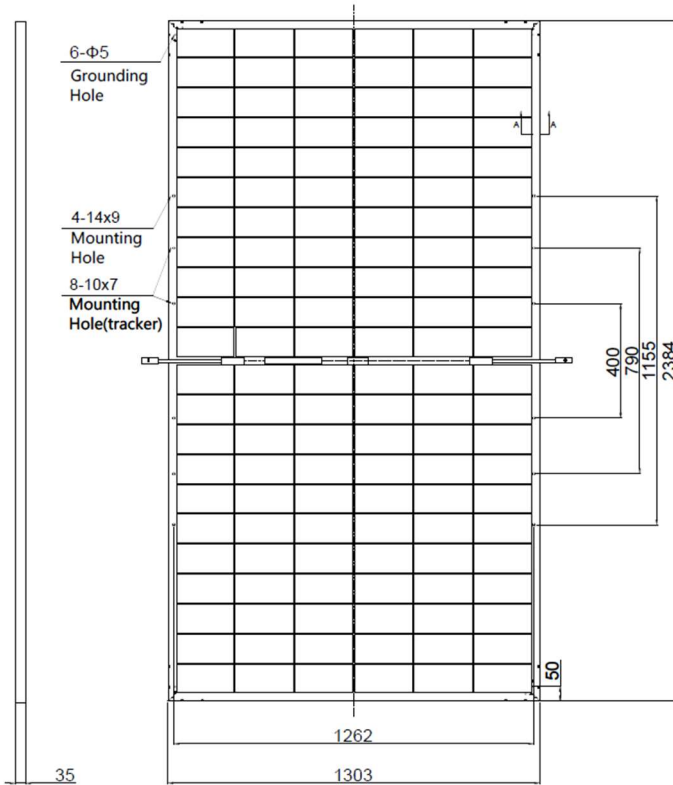 6-Φ5
Grounding
Hole
A
A
4-14x9
Mounting
Hole
8-10x7
Mounting
Hole(tracker)
400
790
1155
2384
50
1262
35
1303